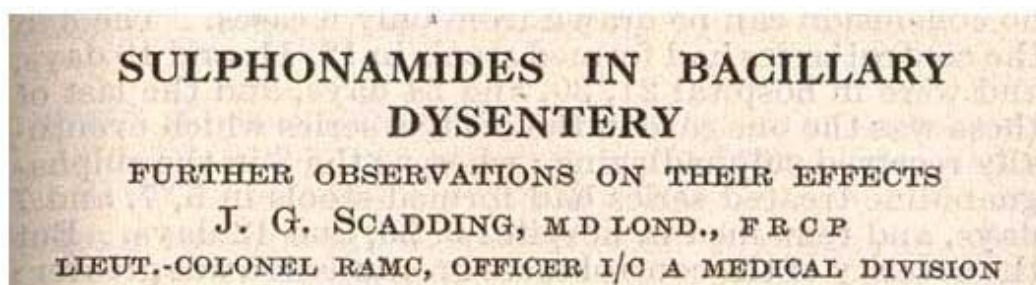 SULPHONAMIDES IN BACILLARY
DYSENTERY
FURTHER OBSERVATIONS ON THEIR EFFECTS
J. G. SCADDING, M D LOND., F R C P
LIEUT.-COLONEL RAMC, OFFICER I/C A MEDICAL DIVISION